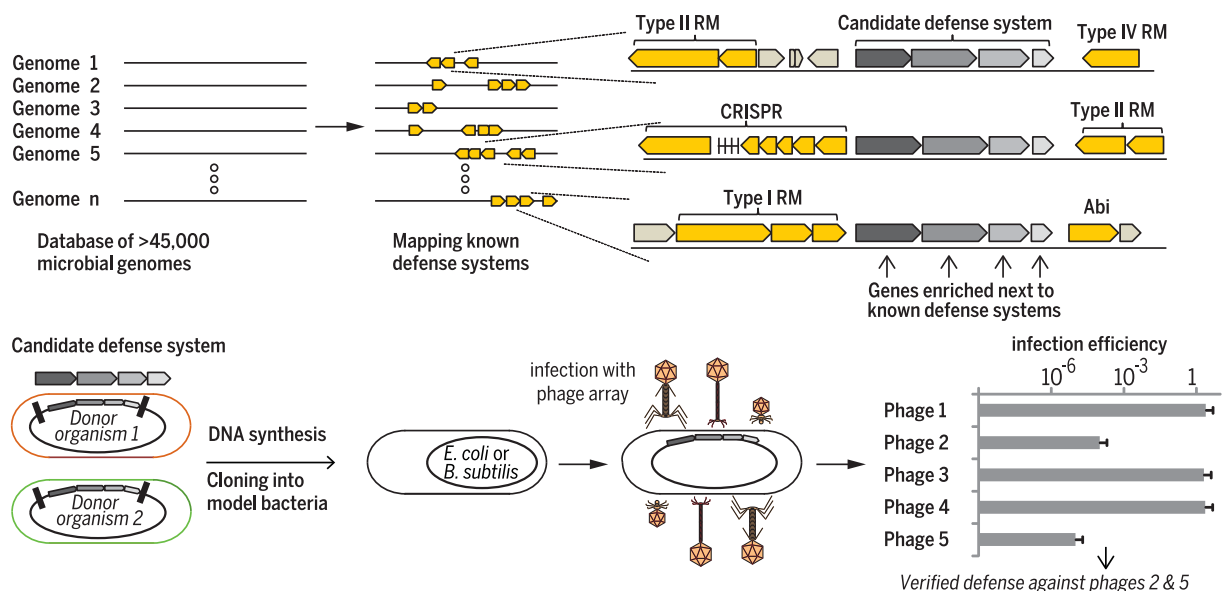 Type II RM
Candidate defense system
Type IV RM
Genome 1
Genome 2
Genome 3
Genome 4
Genome 5
Genome n
CRISPR
Type II RM
Type I RM
Abi
Database of >45,000
microbial genomes
Mapping known
defense systems
Genes enriched next to
known defense systems
Candidate defense system
Donor
organism 1
Donor
organism 2
DNA synthesis
Cloning into
model bacteria
E. coli or
B. subtilis
infection with
phage array
infection efficiency
10-6
10-3
1
Phage 1
Phage 2
Phage 3
Phage 4
Phage 5
Verified defense against phages 2 & 5